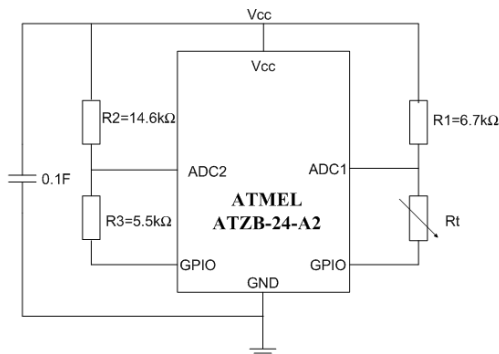 Vcc
Vcc
R2=14.6kΩ
R1=6.7kΩ
ADC2
ADC1
0.1F
ATMEL
ATZB-24-A2
R3=5.5kΩ
Rt
GPIO
GPIO
GND